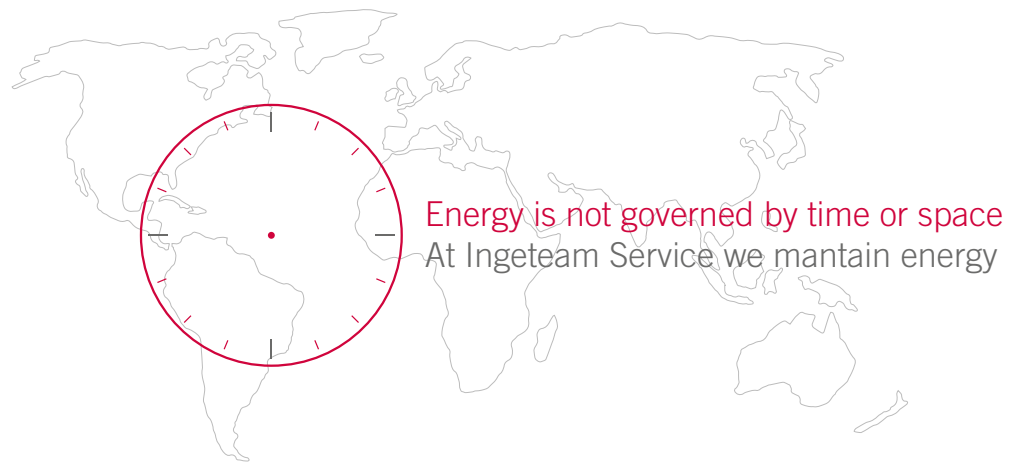 Energy is not governed by time or space
At Ingeteam Service we mantain energy